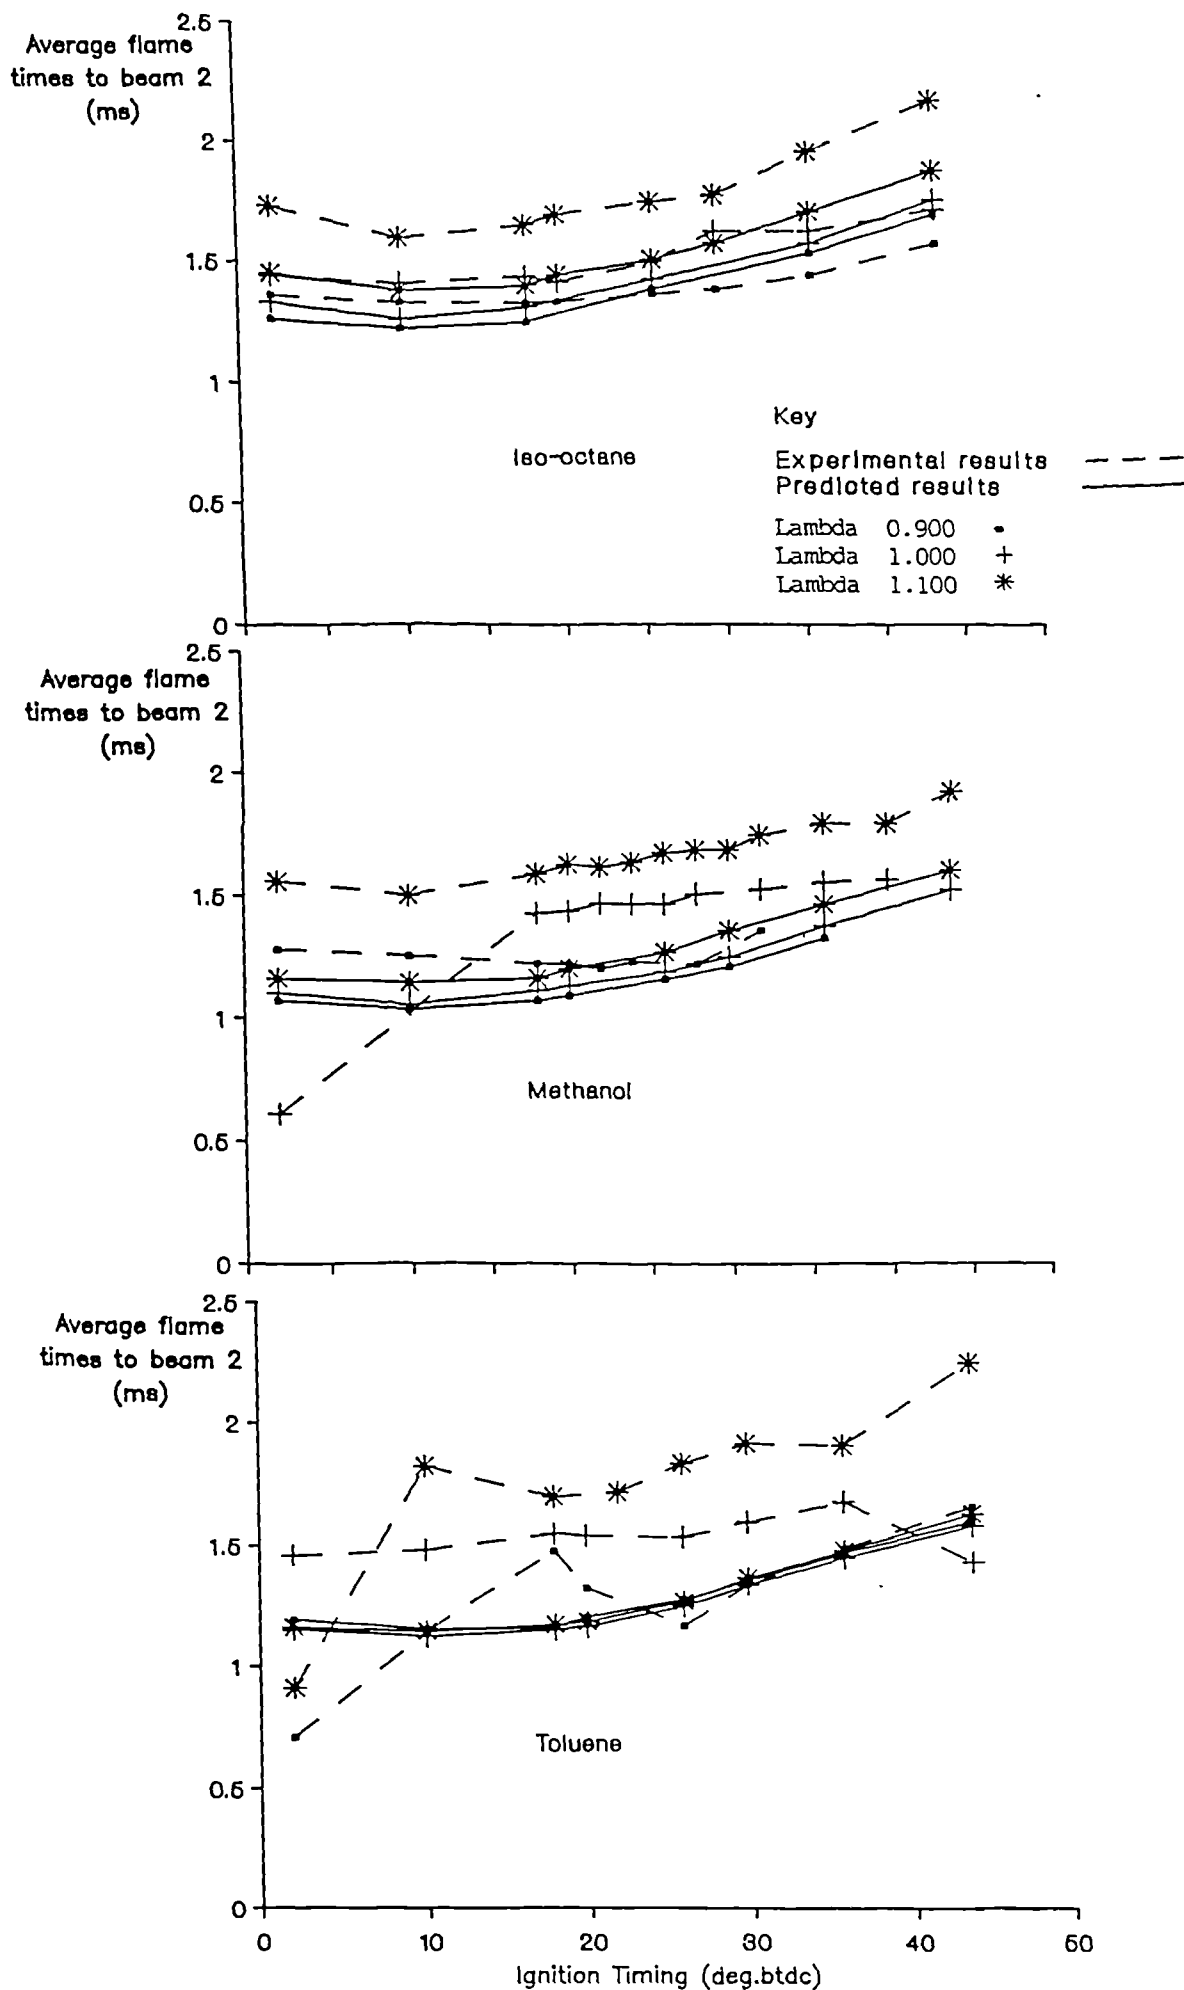 2.5
Average flame
times to beam 2
(ms)
2
1.5
1
Key
Iso-octane
Experimental results
Predicted results
0.5
Lambda 0.900
Lambda 1.000 +
Lambda 1.100 *
0
2.5
Average flame
times to beam 2
(ms)
2
1.5
1
Methanol
0.5
0
2.5
Average flame
times to beam 2
(ms)
2
1.5
1
Toluene
0.5
0
0 10 20 30 40 50
Ignition Timing (deg.btdc)